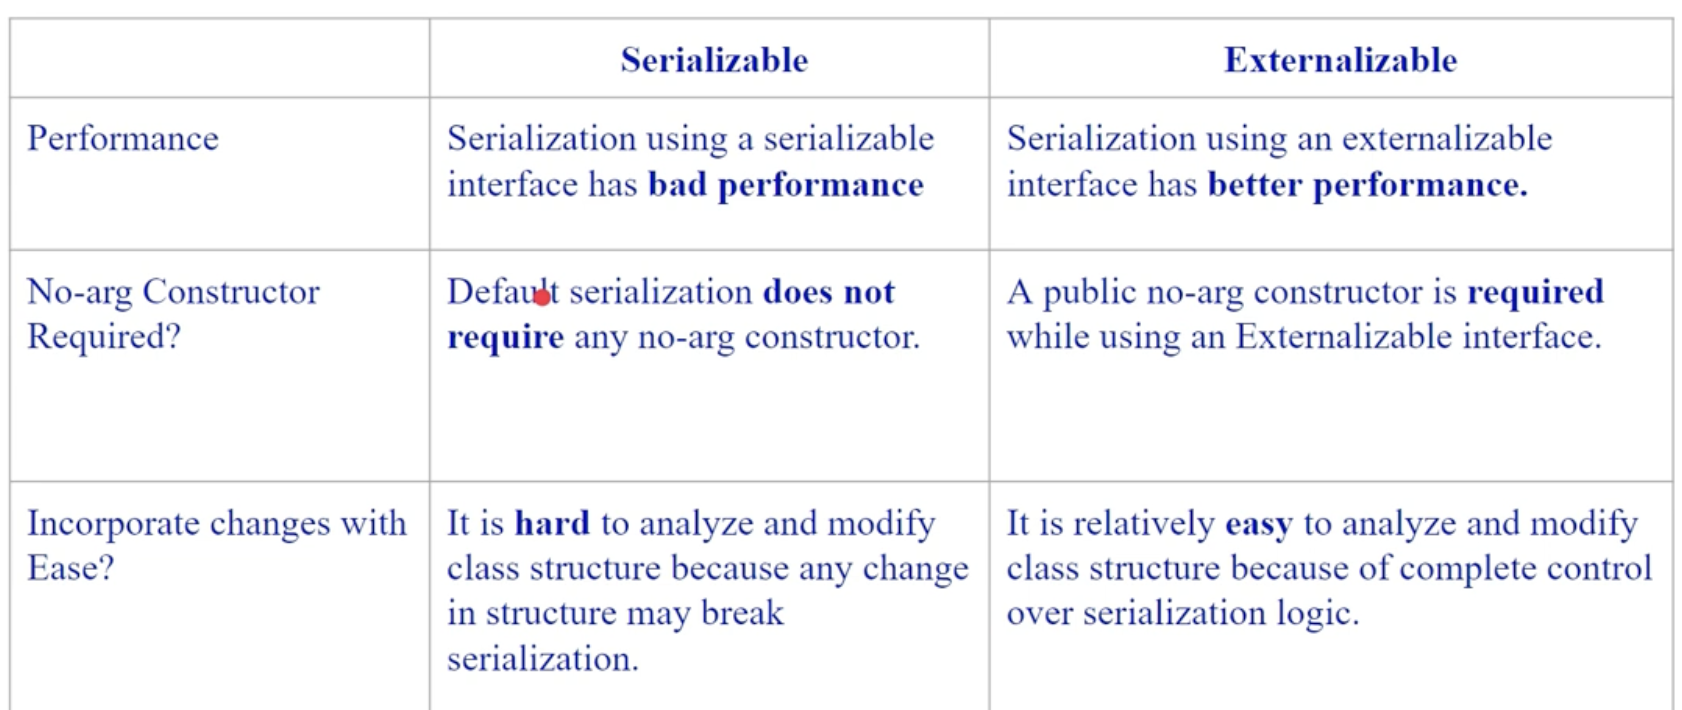 Serializable
Externalizable
Performance
Serialization using a serializable
interface has bad performance
Serialization using an externalizable
interface has better performance.
No-arg Constructor
Required?
Default serialization does not
require any no-arg constructor.
A public no-arg constructor is required
while using an Externalizable interface.
Incorporate changes with
Ease?
It is hard to analyze and modify
class structure because any change
in structure may break
serialization.
It is relatively easy to analyze and modify
class structure because of complete control
over serialization logic.